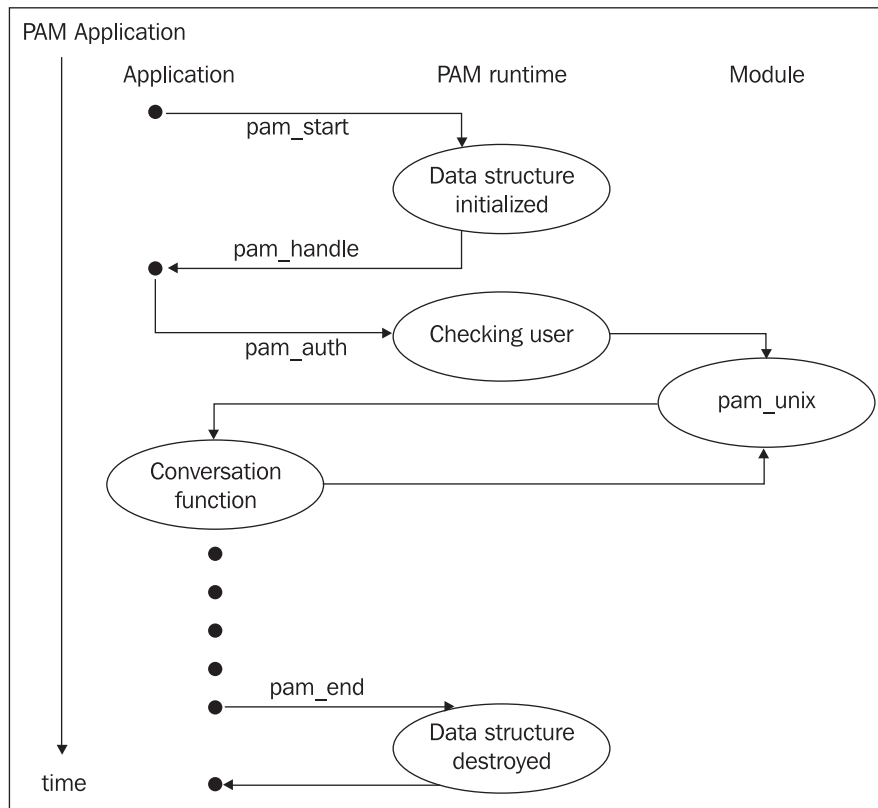 PAM Application
Application PAM runtime Module
pam_start
Data structure
initialized
pam_handle
pam_auth
Checking user
pam_unix
Conversation
function
pam_end
Data structure
destroyed
time